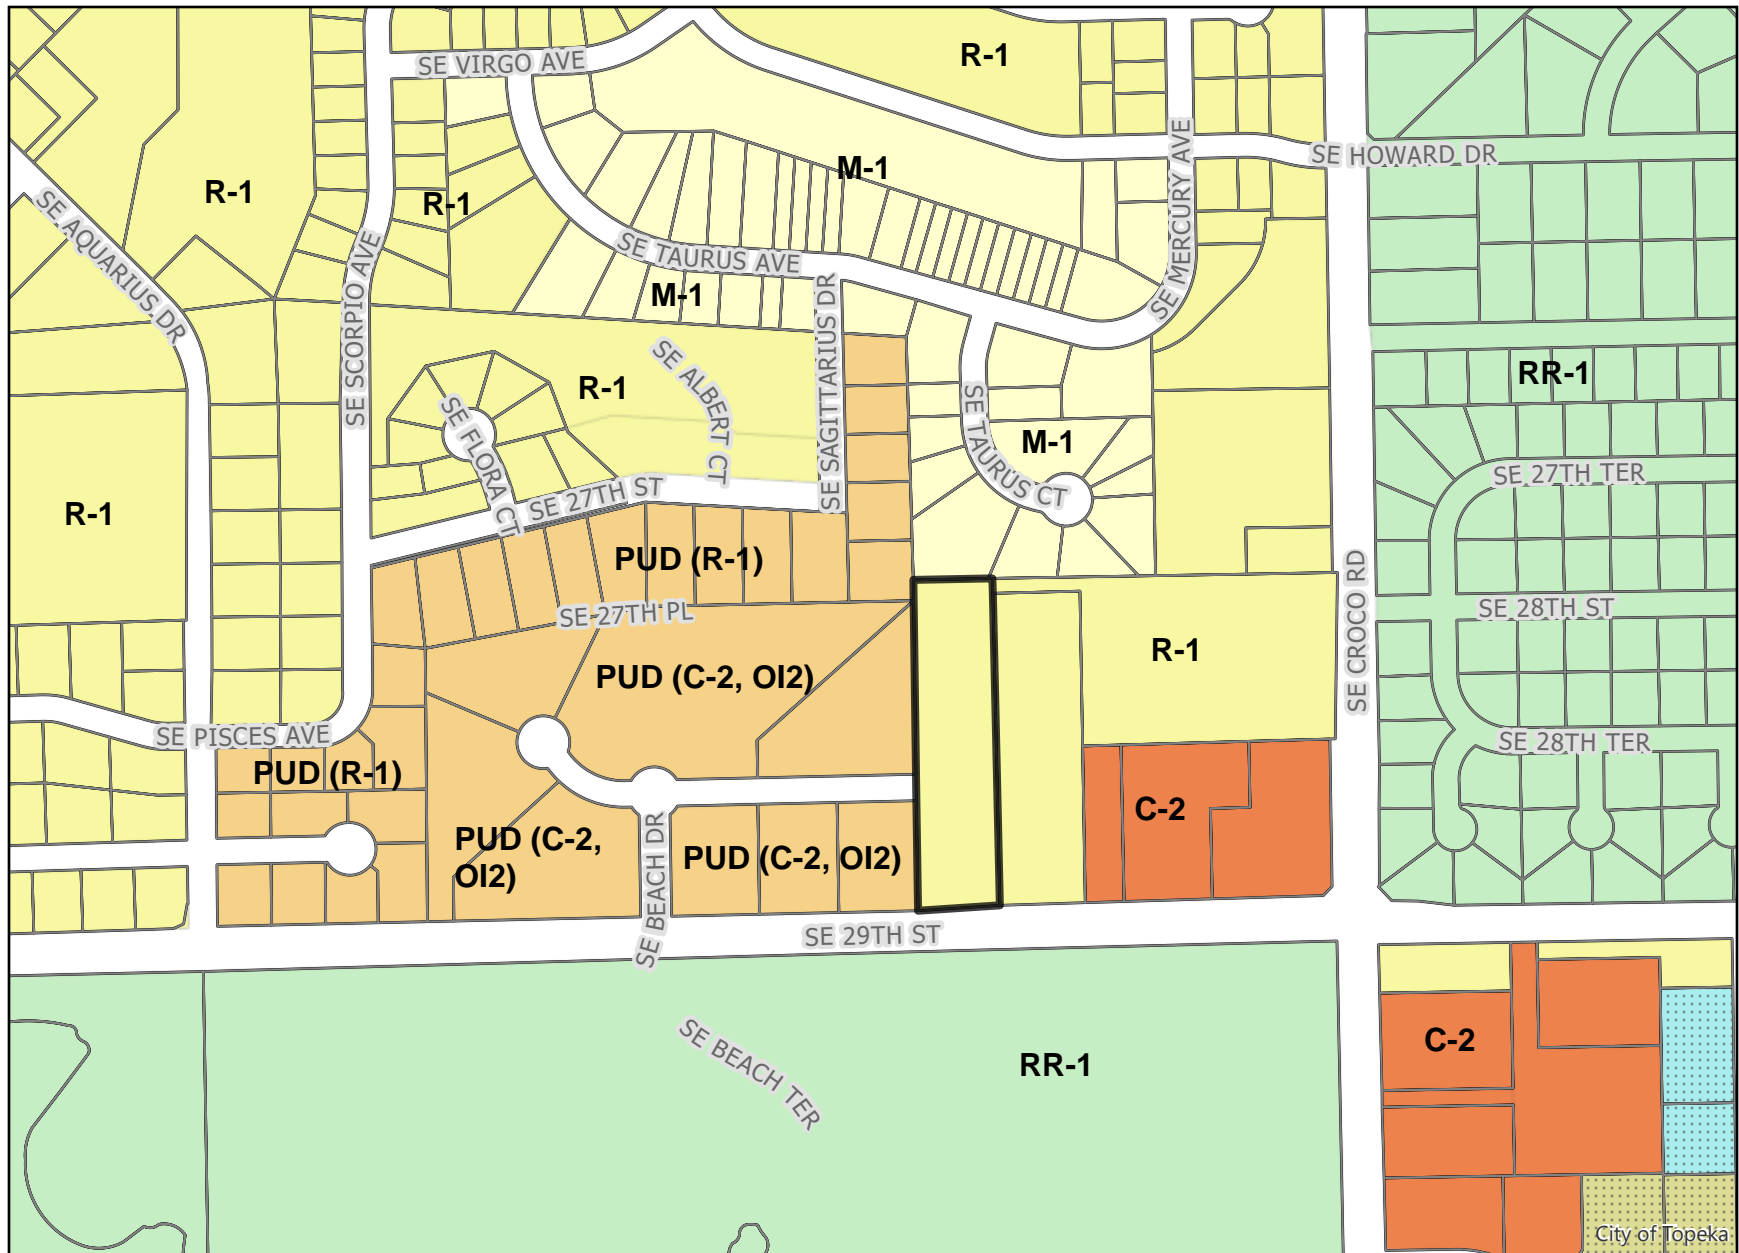 R-1
SE VIRGO AVE
SE HOWARD DR
M-1
SE MERCURY AVE
R-1
R-1
SE AQUARIUS DR
SE SCORPIO AVE
SE TAURUS AVE
M-1
SE SAGITTARIUS DR
SE ALBERT CT
R-1
RR-1
SE FLORA CT
SE TAURUS CT
M-1
SE 27TH TER
SE 27TH ST
R-1
PUD (R-1)
SE 27TH PL
SE CROCO RD
SE 28TH ST
R-1
PUD (C-2, OI2)
SE PISCES AVE
SE 28TH TER
PUD (R-1)
C-2
PUD (C-2,
OI2)
SE BEACH DR
PUD (C-2, OI2)
SE 29TH ST
SE BEACH TER
RR-1
C-2
City of Topeka